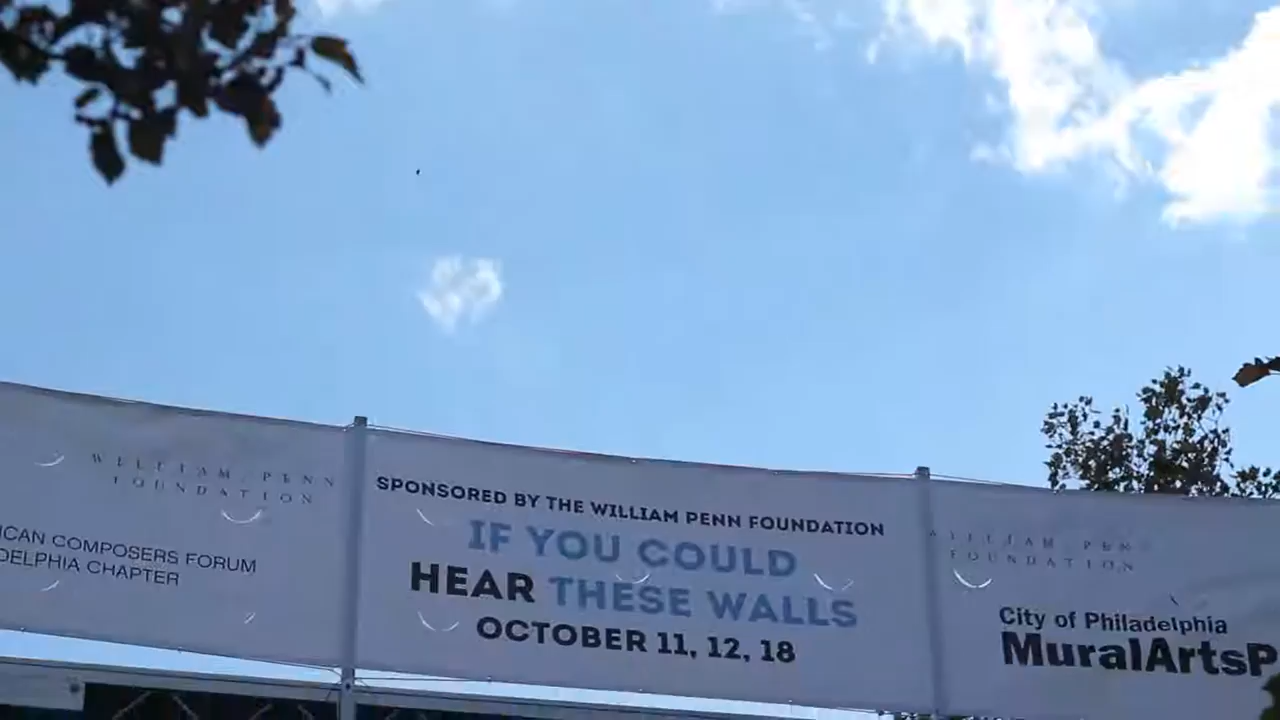 WILLIAM PENN
FOUNDATION
ICAN COMPOSERS FORUM
DELPHIA CHAPTER
SPONSORED BY THE WILLIAM PENN FOUNDATION
IF YOU COULD
HEAR THESE WALLS
OCTOBER 11, 12, 18
WILLIAM PENN
FOUNDATION
City of Philadelphia
MuralArtsP